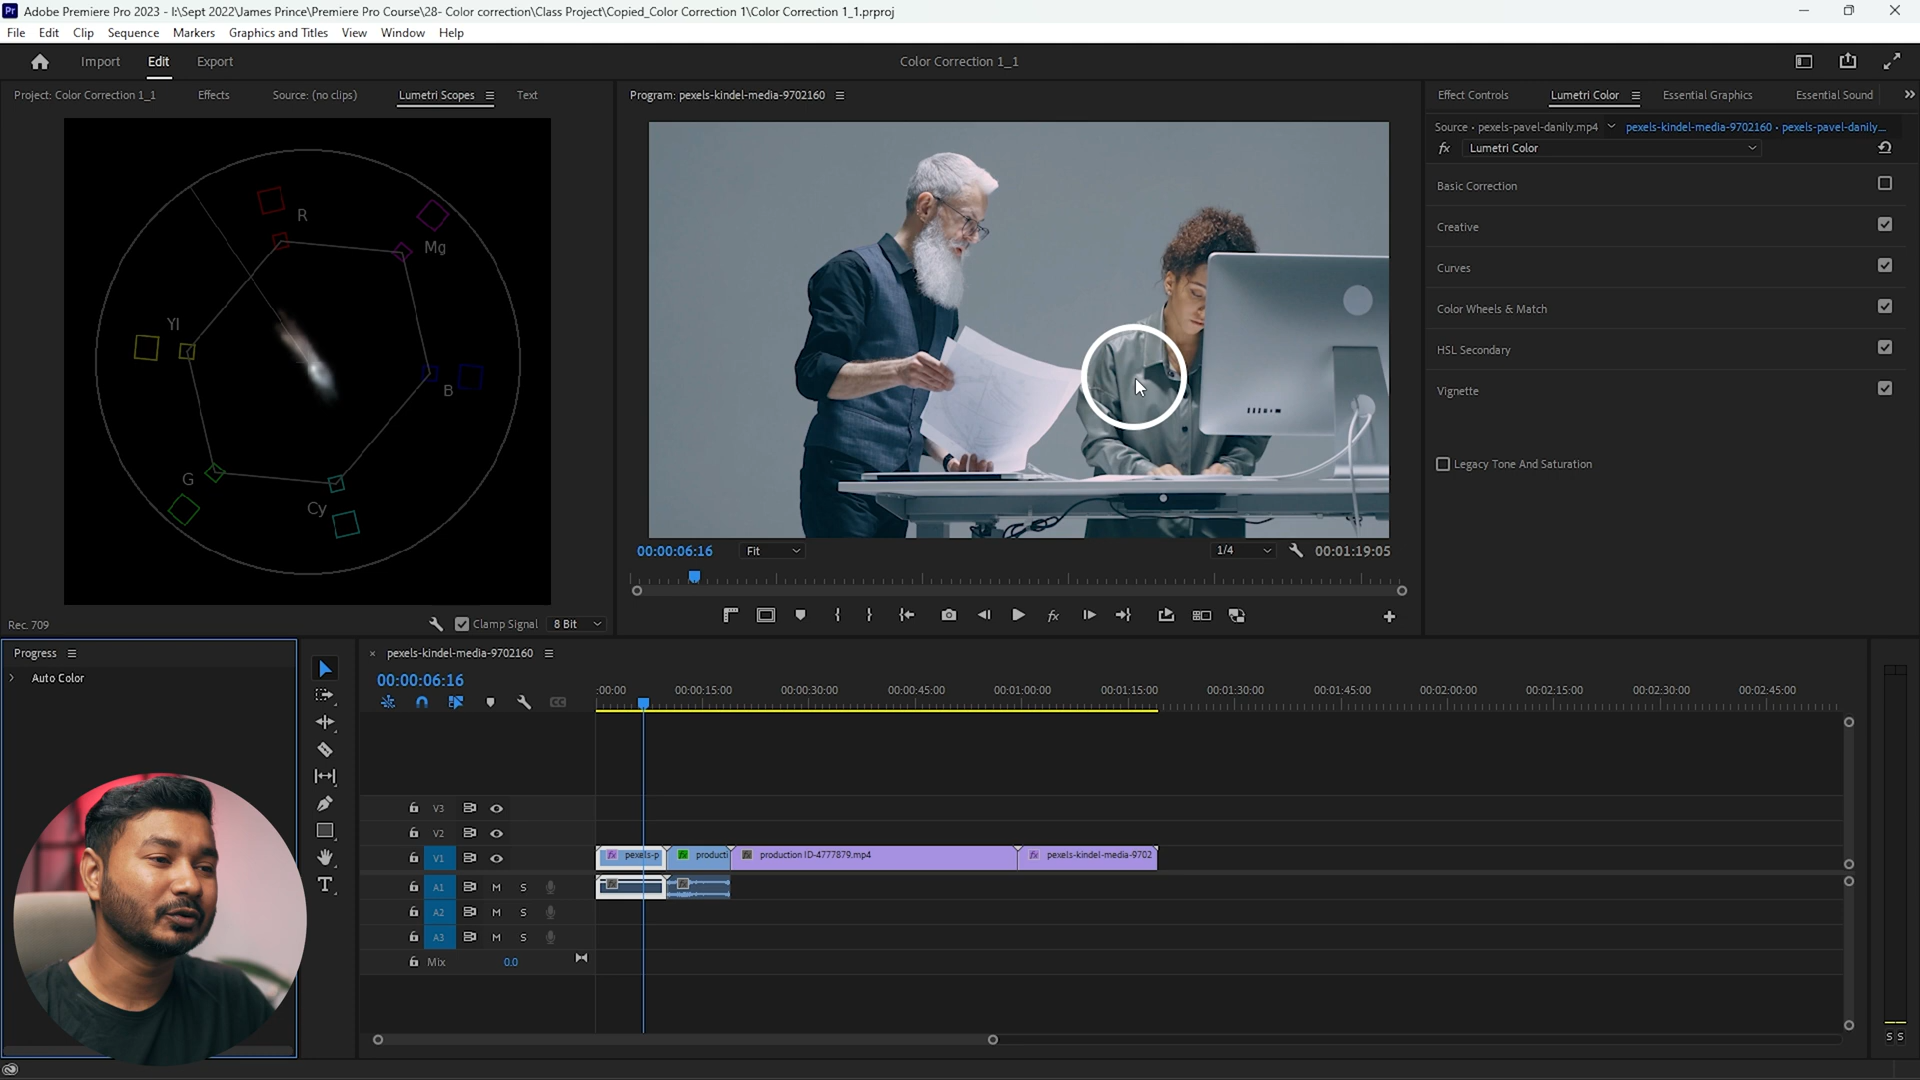 Adobe Premiere Pro 2023 - I:\Sept 2022\James Prince\Premiere Pro Course\28- Color correction\Class Project\Copied_Color Correction 1\Color Correction 1_1.prproj
File Edit Clip Sequence Markers Graphics and Titles View Window Help
Import Edit Export Color Correction 1_1
Project: Color Correction 1_1 Effects Source: (no clips) Lumetri Scopes Text
Program: pexels-kindel-media-9702160
Effect Controls Lumetri Color Essential Graphics Essential Sound
Source • pexels-pavel-danily.mp4 pexels-kindel-media-9702160 • pexels-pavel-danily...
fx Lumetri Color
Basic Correction
Creative
Curves
Color Wheels & Match
HSL Secondary
Vignette
Legacy Tone And Saturation
R
Mg
Yl
B
G
Cy
Rec. 709 Clamp Signal 8 Bit
00:00:06:16 Fit 1/4 00:01:19:05
fx
Progress
Auto Color
pexels-kindel-media-9702160
00:00:06:16
:00:00 00:00:15:00 00:00:30:00 00:00:45:00 00:01:00:00 00:01:15:00 00:01:30:00 00:01:45:00 00:02:00:00 00:02:15:00 00:02:30:00 00:02:45:00
V3
V2
V1 fx pexels-p fx producti fx production ID-4777879.mp4 fx pexels-kindel-media-9702
A1 M S
A2 M S
A3 M S
Mix 0.0
S S